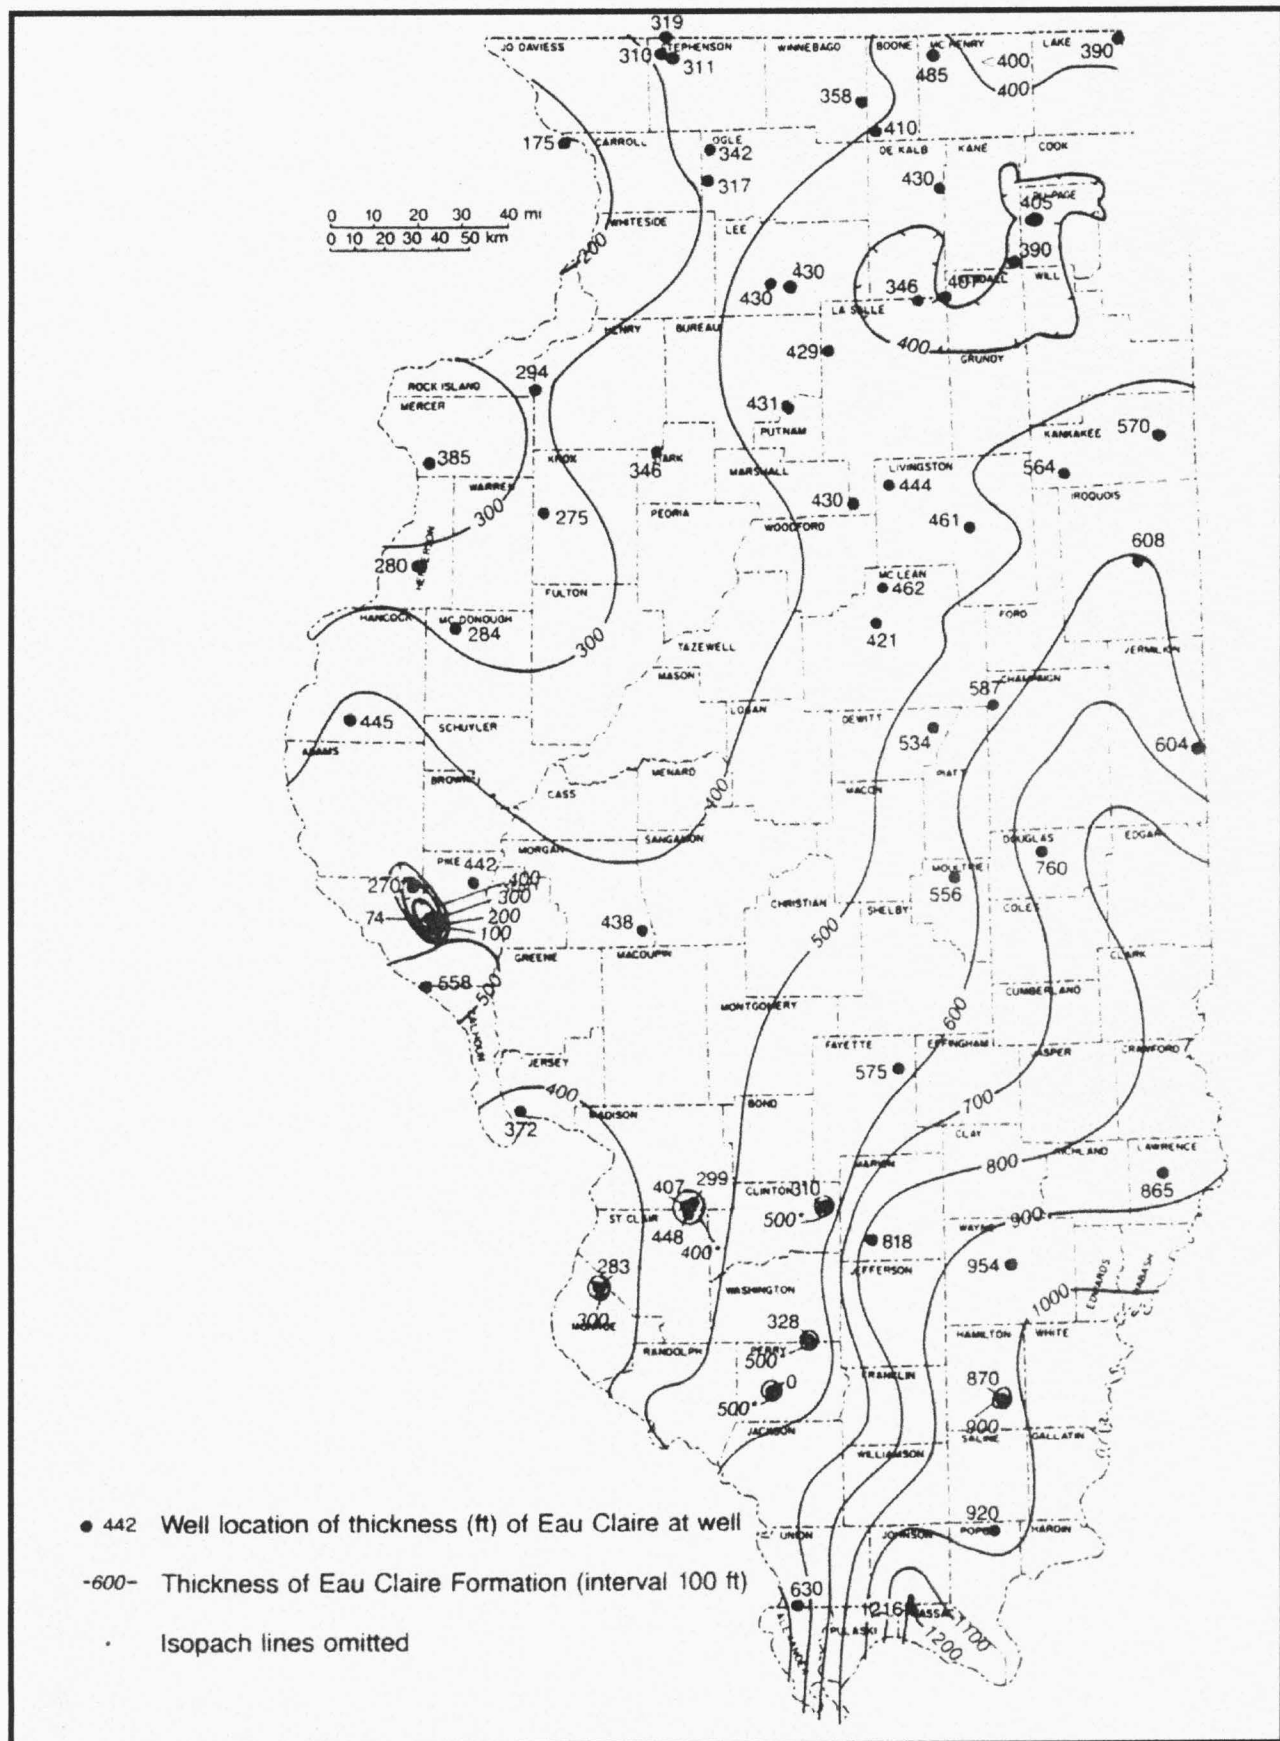 319
JO DAVIESS
STEPHENSON
WINNEBAGO
BOONE
MC HENRY
LAKE
390
310
311
485
<400
400
358
410
175
CARROLL
OGLE
342
DE KALB
KANE
COOK
317
430
DU PAGE
405
0 10 20 30 40 mi
0 10 20 30 40 50 km
WHITESIDE
LEE
200
390
KENDALL
WILL
430
430
346
401
LA SALLE
HENRY
BUREAU
400
GRUNDY
429
294
ROCK ISLAND
MERCER
431
PUTNAM
KANKAKEE
570
385
KNOX
STARK
346
MARSHALL
LIVINGSTON
564
WARREN
444
IROQUOIS
300
275
PEORIA
430
WOODFORD
461
608
280
HENDERSON
FULTON
MC LEAN
462
HANCOCK
MC DONOUGH
284
300
421
FORD
TAZEWELL
VERMILION
MASON
CHAMPAIGN
587
445
SCHUYLER
LOGAN
DEWITT
534
604
ADAMS
PIATT
BROWN
CASS
MENARD
400
MACON
SANGAMON
MORGAN
DOUGLAS
EDGAR
760
PIKE
442
MOULTRIE
556
270
400
300
74
200
100
CHRISTIAN
SHELBY
COLES
438
500
GREENE
MACOUPIN
CLARK
558
500
CALHOUN
MONTGOMERY
CUMBERLAND
600
FAYETTE
EFFINGHAM
JASPER
CRAWFORD
JERSEY
575
400
MADISON
BOND
700
372
CLAY
RICHLAND
LAWRENCE
MARION
800
865
407
299
CLINTON
310
ST CLAIR
448
400*
500*
WAYNE
900
818
JEFFERSON
954
283
300
MONROE
WASHINGTON
EDWARDS
WABASH
1000
328
HAMILTON
WHITE
RANDOLPH
PERRY
500*
FRANKLIN
870
0
500*
900
JACKSON
SALINE
GALLATIN
WILLIAMSON
442 Well location of thickness (ft) of Eau Claire at well
920
UNION
JOHNSON
POPE
HARDIN
-600- Thickness of Eau Claire Formation (interval 100 ft)
630
1216
MASSAC
1100
1200
ALEXANDER
PULASKI
Isopach lines omitted